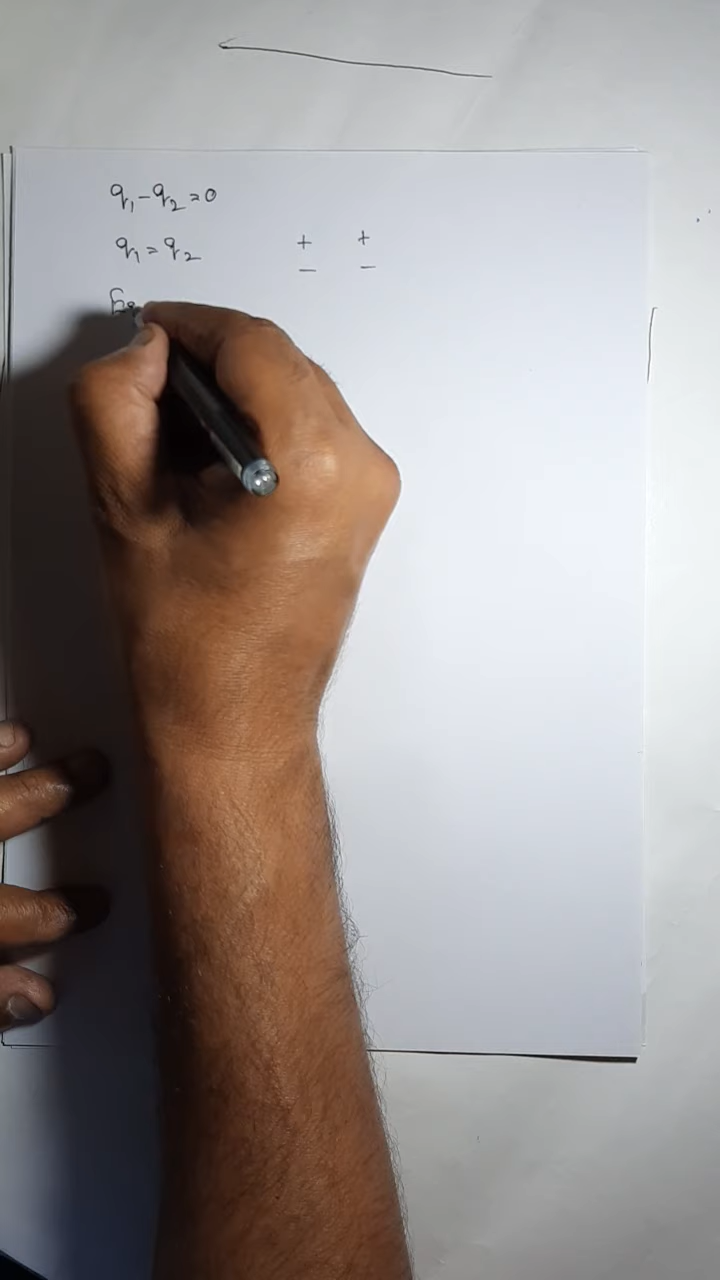 q₁-q₂=0
q₁=q₂ + +
− −